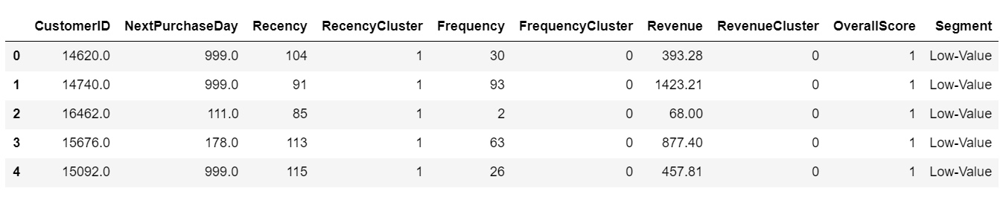 CustomerID NextPurchaseDay Recency RecencyCluster Frequency FrequencyCluster Revenue RevenueCluster OverallScore Segment
0 14620.0 999.0 104 1 30 0 393.28 0 1 Low-Value
1 14740.0 999.0 91 1 93 0 1423.21 0 1 Low-Value
2 16462.0 111.0 85 1 2 0 68.00 0 1 Low-Value
3 15676.0 178.0 113 1 63 0 877.40 0 1 Low-Value
4 15092.0 999.0 115 1 26 0 457.81 0 1 Low-Value